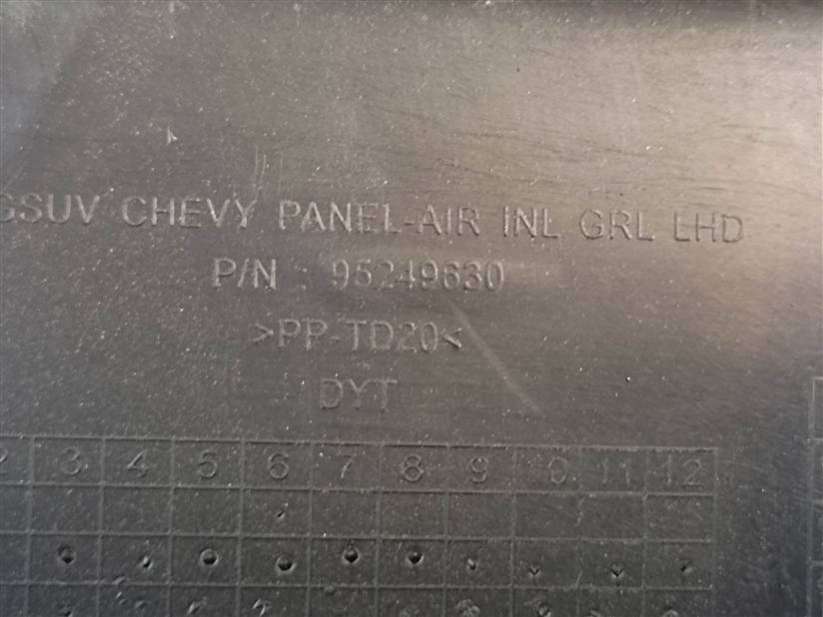 GSUV CHEVY PANEL-AIR INL GRL LHD
P/N : 95249630
>PP-TD20<
DYT
2 3 4 5 6 7 8 9 10 11 12